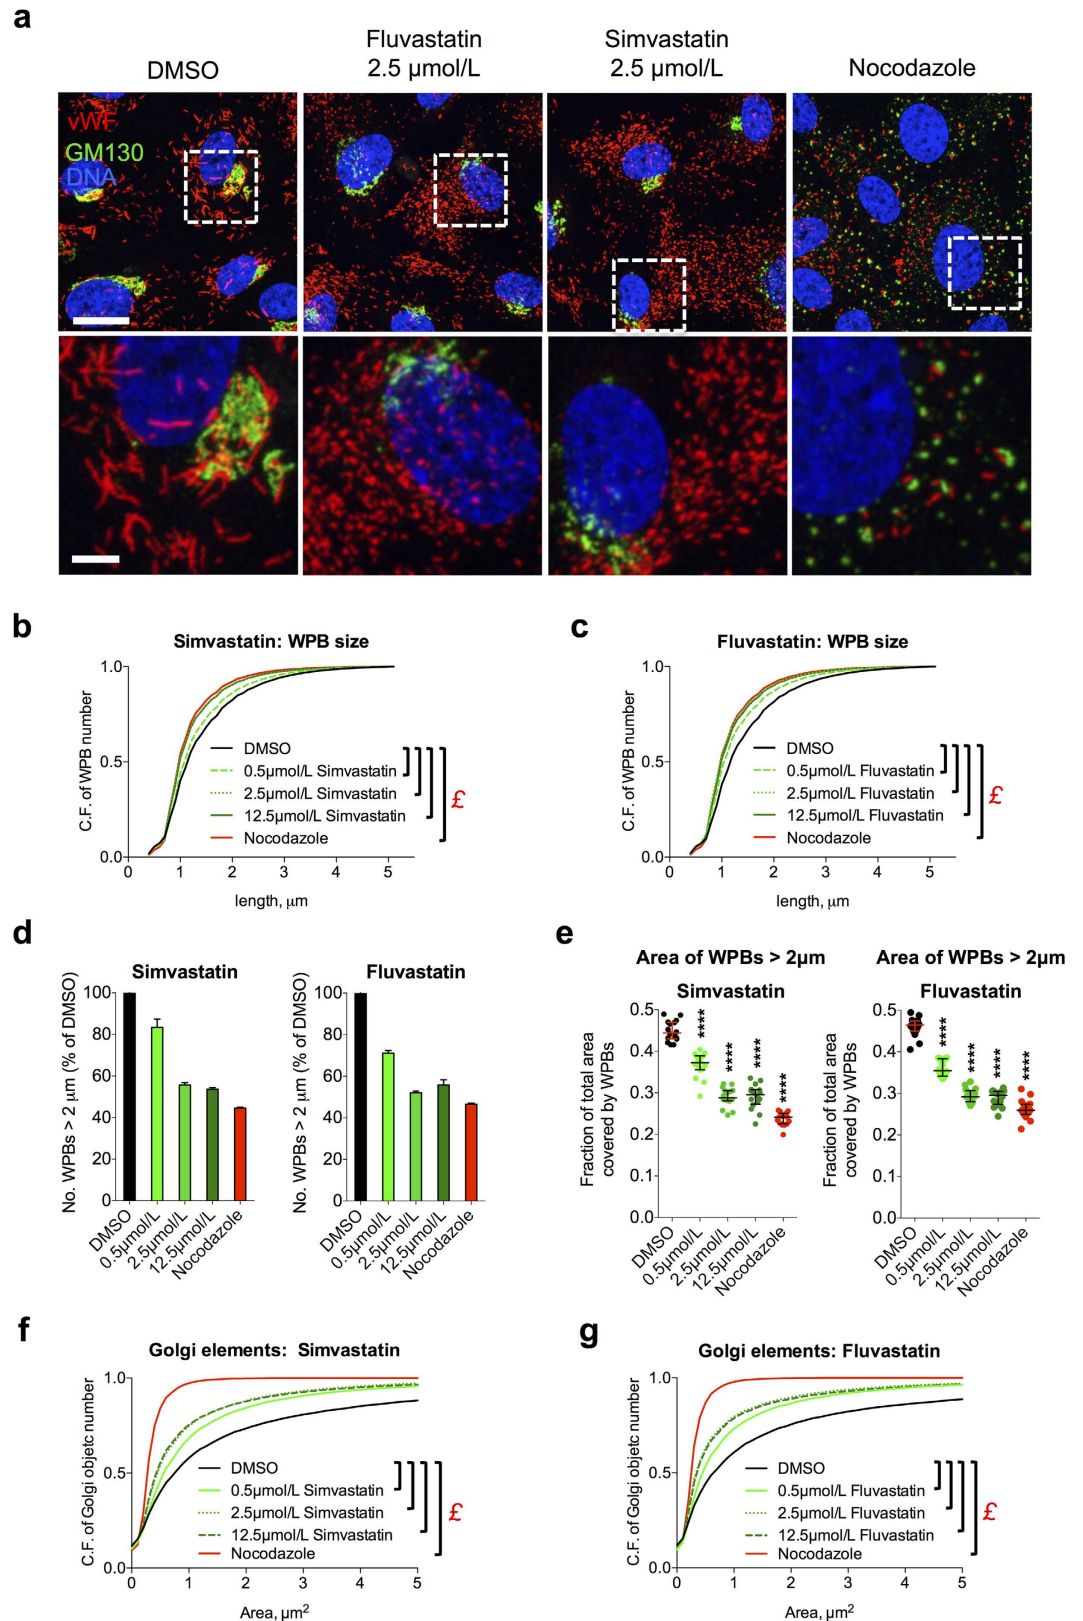 a
DMSO
Fluvastatin
2.5 µmol/L
Simvastatin
2.5 µmol/L
Nocodazole
vWF
GM130
DNA
b
Simvastatin: WPB size
C.F. of WPB number
1.0
0.5
0.0
DMSO
0.5µmol/L Simvastatin
2.5µmol/L Simvastatin
12.5µmol/L Simvastatin
Nocodazole
£
0 1 2 3 4 5
length, µm
c
Fluvastatin: WPB size
C.F. of WPB number
1.0
0.5
0.0
DMSO
0.5µmol/L Fluvastatin
2.5µmol/L Fluvastatin
12.5µmol/L Fluvastatin
Nocodazole
£
0 1 2 3 4 5
length, µm
d
Simvastatin
No. WPBs > 2 µm (% of DMSO)
100
80
60
40
20
0
DMSO
0.5µmol/L
2.5µmol/L
12.5µmol/L
Nocodazole
Fluvastatin
No. WPBs > 2 µm (% of DMSO)
100
80
60
40
20
0
DMSO
0.5µmol/L
2.5µmol/L
12.5µmol/L
Nocodazole
e
Area of WPBs > 2µm
Simvastatin
Fraction of total area
covered by WPBs
0.5
0.4
0.3
0.2
0.1
0.0
****
****
****
****
DMSO
0.5µmol/L
2.5µmol/L
12.5µmol/L
Nocodazole
Area of WPBs > 2µm
Fluvastatin
Fraction of total area
covered by WPBs
0.5
0.4
0.3
0.2
0.1
0.0
****
****
****
****
DMSO
0.5µmol/L
2.5µmol/L
12.5µmol/L
Nocodazole
f
Golgi elements: Simvastatin
C.F. of Golgi objetc number
1.0
0.5
0.0
DMSO
0.5µmol/L Simvastatin
2.5µmol/L Simvastatin
12.5µmol/L Simvastatin
Nocodazole
£
0 1 2 3 4 5
Area, µm²
g
Golgi elements: Fluvastatin
C.F. of Golgi objetc number
1.0
0.5
0.0
DMSO
0.5µmol/L Fluvastatin
2.5µmol/L Fluvastatin
12.5µmol/L Fluvastatin
Nocodazole
£
0 1 2 3 4 5
Area, µm²